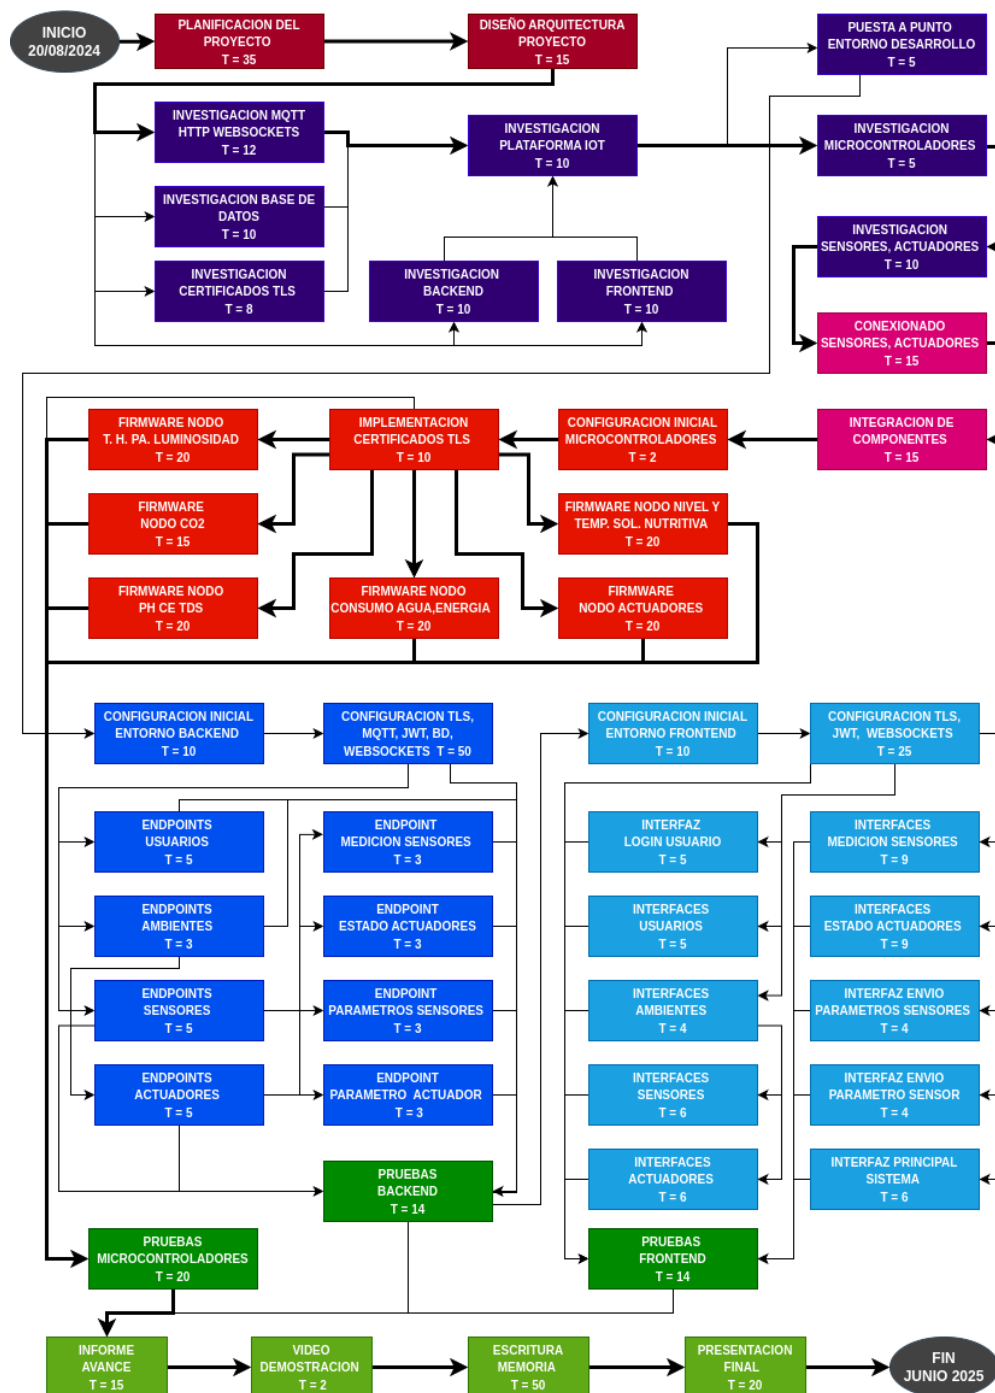 INICIO
20/08/2024
PLANIFICACION DEL
PROYECTO
T = 35
DISEÑO ARQUITECTURA
PROYECTO
T = 15
PUESTA A PUNTO
ENTORNO DESARROLLO
T = 5
INVESTIGACION MQTT
HTTP WEBSOCKETS
T = 12
INVESTIGACION
PLATAFORMA IOT
T = 10
INVESTIGACION
MICROCONTROLADORES
T = 5
INVESTIGACION BASE DE
DATOS
T = 10
INVESTIGACION
SENSORES, ACTUADORES
T = 10
INVESTIGACION
CERTIFICADOS TLS
T = 8
INVESTIGACION
BACKEND
T = 10
INVESTIGACION
FRONTEND
T = 10
CONEXIONADO
SENSORES, ACTUADORES
T = 15
FIRMWARE NODO
T. H. PA. LUMINOSIDAD
T = 20
IMPLEMENTACION
CERTIFICADOS TLS
T = 10
CONFIGURACION INICIAL
MICROCONTROLADORES
T = 2
INTEGRACION DE
COMPONENTES
T = 15
FIRMWARE
NODO CO2
T = 15
FIRMWARE NODO NIVEL Y
TEMP. SOL. NUTRITIVA
T = 20
FIRMWARE NODO
PH CE TDS
T = 20
FIRMWARE NODO
CONSUMO AGUA,ENERGIA
T = 20
FIRMWARE
NODO ACTUADORES
T = 20
CONFIGURACION INICIAL
ENTORNO BACKEND
T = 10
CONFIGURACION TLS,
MQTT, JWT, BD,
WEBSOCKETS T = 50
CONFIGURACION INICIAL
ENTORNO FRONTEND
T = 10
CONFIGURACION TLS,
JWT, WEBSOCKETS
T = 25
ENDPOINTS
USUARIOS
T = 5
ENDPOINT
MEDICION SENSORES
T = 3
INTERFAZ
LOGIN USUARIO
T = 5
INTERFACES
MEDICION SENSORES
T = 9
ENDPOINTS
AMBIENTES
T = 3
ENDPOINT
ESTADO ACTUADORES
T = 3
INTERFACES
USUARIOS
T = 5
INTERFACES
ESTADO ACTUADORES
T = 9
ENDPOINTS
SENSORES
T = 5
ENDPOINT
PARAMETROS SENSORES
T = 3
INTERFACES
AMBIENTES
T = 4
INTERFAZ ENVIO
PARAMETROS SENSORES
T = 4
ENDPOINTS
ACTUADORES
T = 5
ENDPOINT
PARAMETRO ACTUADOR
T = 3
INTERFACES
SENSORES
T = 6
INTERFAZ ENVIO
PARAMETRO SENSOR
T = 4
PRUEBAS
BACKEND
T = 14
INTERFACES
ACTUADORES
T = 6
INTERFAZ PRINCIPAL
SISTEMA
T = 6
PRUEBAS
MICROCONTROLADORES
T = 20
PRUEBAS
FRONTEND
T = 14
INFORME
AVANCE
T = 15
VIDEO
DEMOSTRACION
T = 2
ESCRITURA
MEMORIA
T = 50
PRESENTACION
FINAL
T = 20
FIN
JUNIO 2025